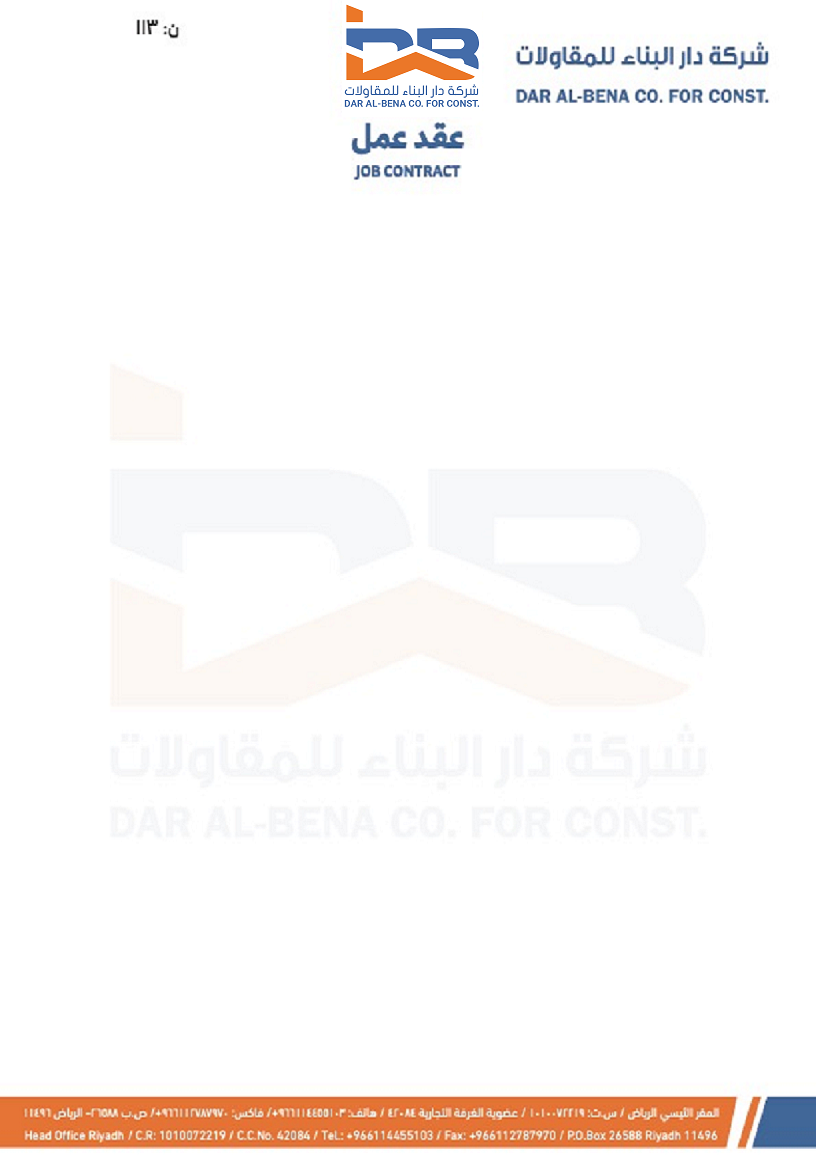 ن: ١١٣
شركة دار البناء للمقاولات
DAR AL-BENA CO. FOR CONST.
شركة دار البناء للمقاولات
DAR AL-BENA CO. FOR CONST.
عقد عمل
JOB CONTRACT
شركة دار البناء للمقاولات
DAR AL-BENA CO. FOR CONST.
المقر الئيسي الرياض / س.ت: ١٠١٠٠٧٢٢١٩ / عضوية الغرفة التجارية ٤٢٠٨٤ / هاتف: ٩٦٦١١٤٤٥٥١٠٣+/ فاكس: ٩٦٦١١٢٧٨٧٩٧٠+/ ص.ب ٢٦٥٨٨– الرياض ١١٤٩٦
Head Office Riyadh / C.R: 1010072219 / C.C.No. 42084 / Tel.: +966114455103 / Fax: +966112787970 / P.O.Box 26588 Riyadh 11496